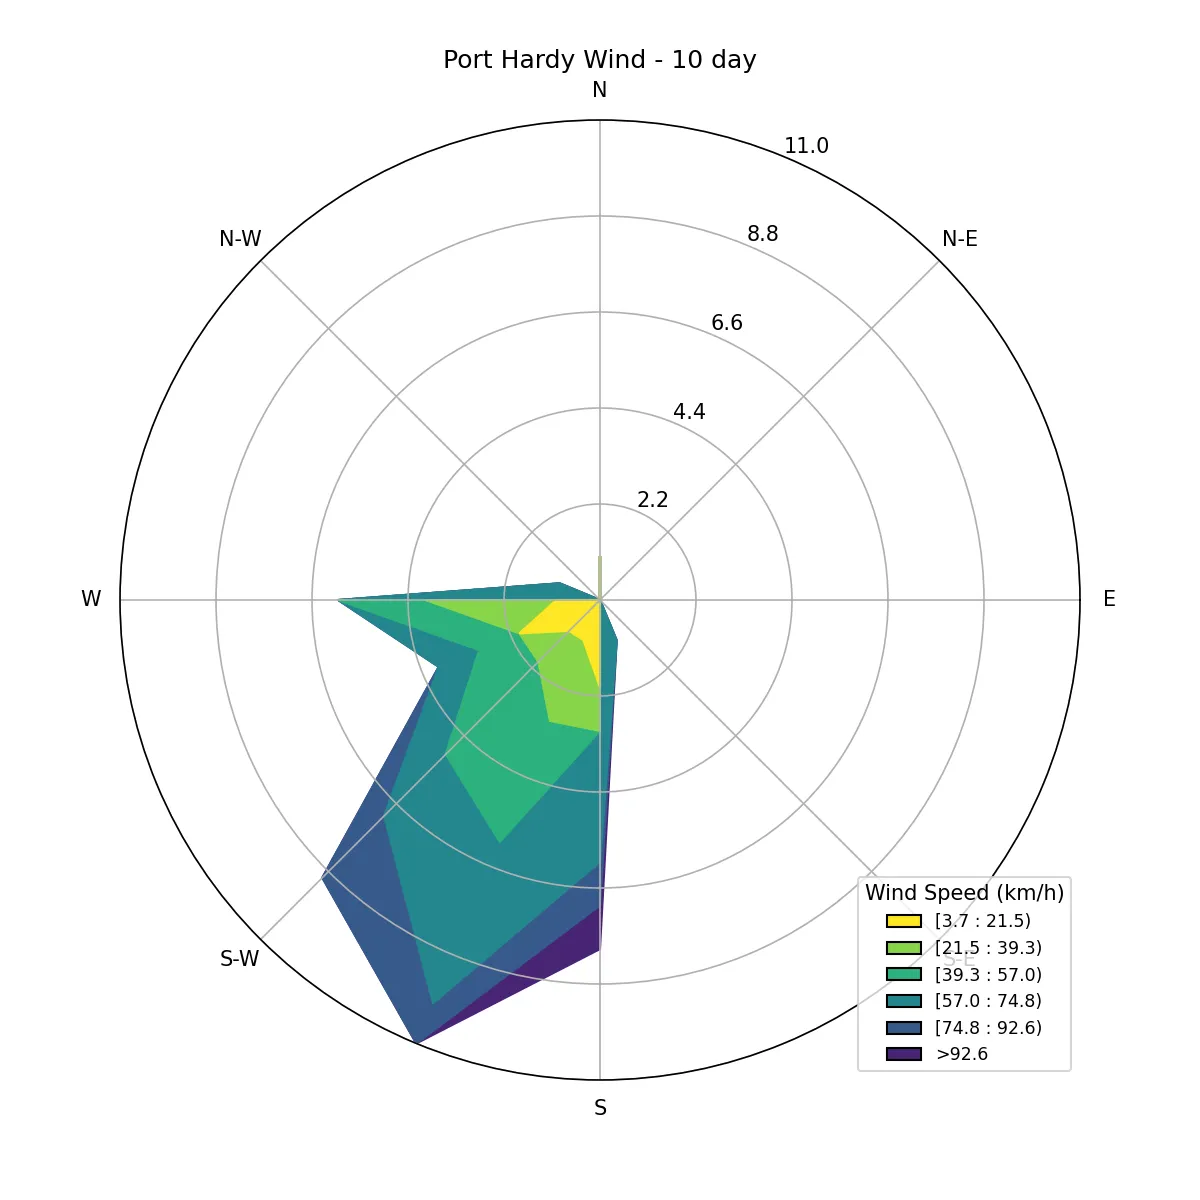 Port Hardy Wind - 10 day
N
11.0
N-W
8.8
N-E
6.6
4.4
2.2
W
E
S-W
S-E
S
Wind Speed (km/h)
[3.7 : 21.5)
[21.5 : 39.3)
[39.3 : 57.0)
[57.0 : 74.8)
[74.8 : 92.6)
>92.6